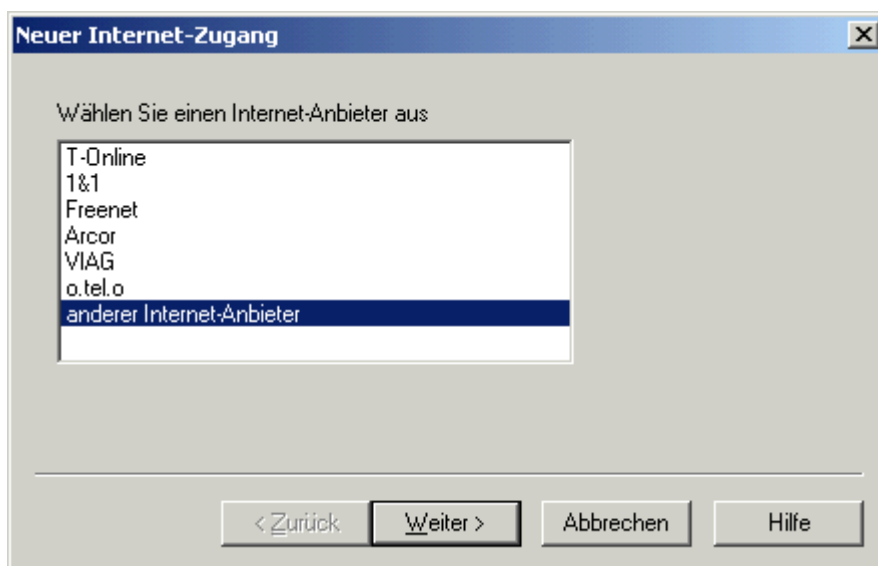 Neuer Internet-Zugang
Wählen Sie einen Internet-Anbieter aus
T-Online
1&1
Freenet
Arcor
VIAG
o.tel.o
anderer Internet-Anbieter
< Zurück Weiter > Abbrechen Hilfe